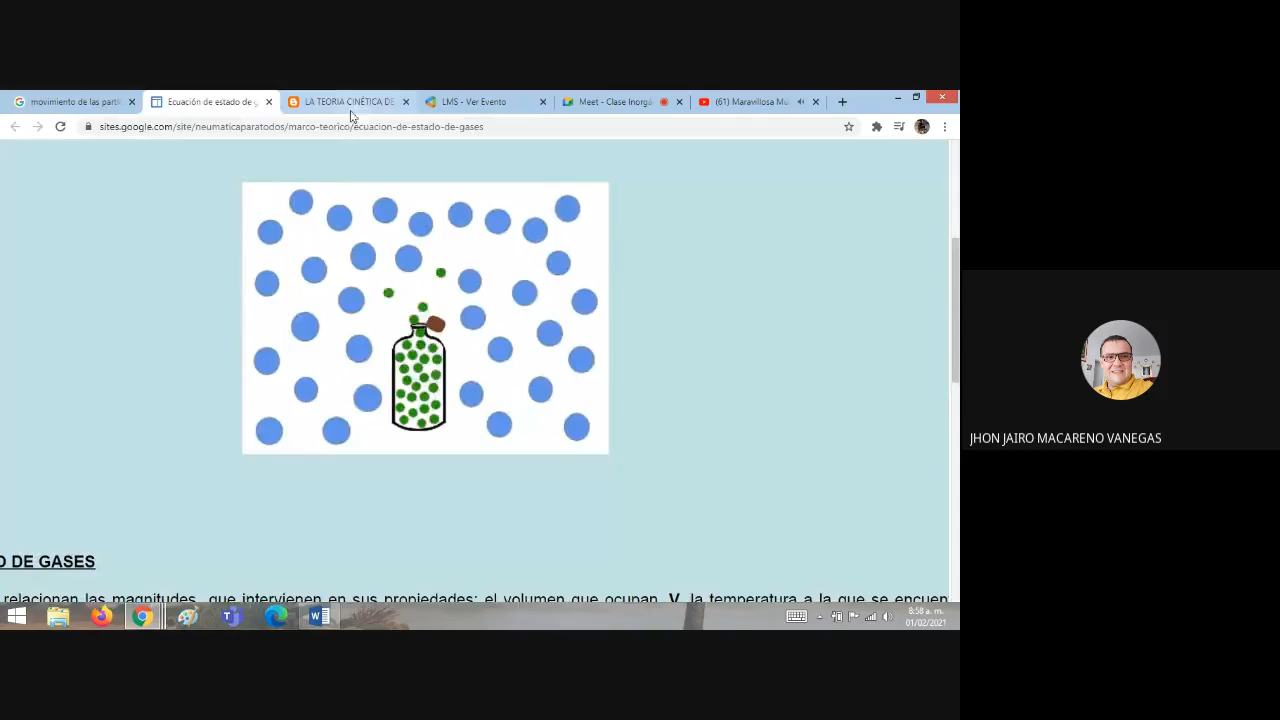 movimiento de las partí
Ecuación de estado de g
LA TEORIA CINÉTICA DE
LMS - Ver Evento
Meet - Clase Inorgá
(61) Maravillosa Mú
sites.google.com/site/neumaticaparatodos/marco-teorico/ecuacion-de-estado-de-gases
JHON JAIRO MACARENO VANEGAS
O DE GASES
relacionan las magnitudes, que intervienen en sus propiedades: el volumen que ocupan, V, la temperatura a la que se encuen
8:58 a. m.
01/02/2021